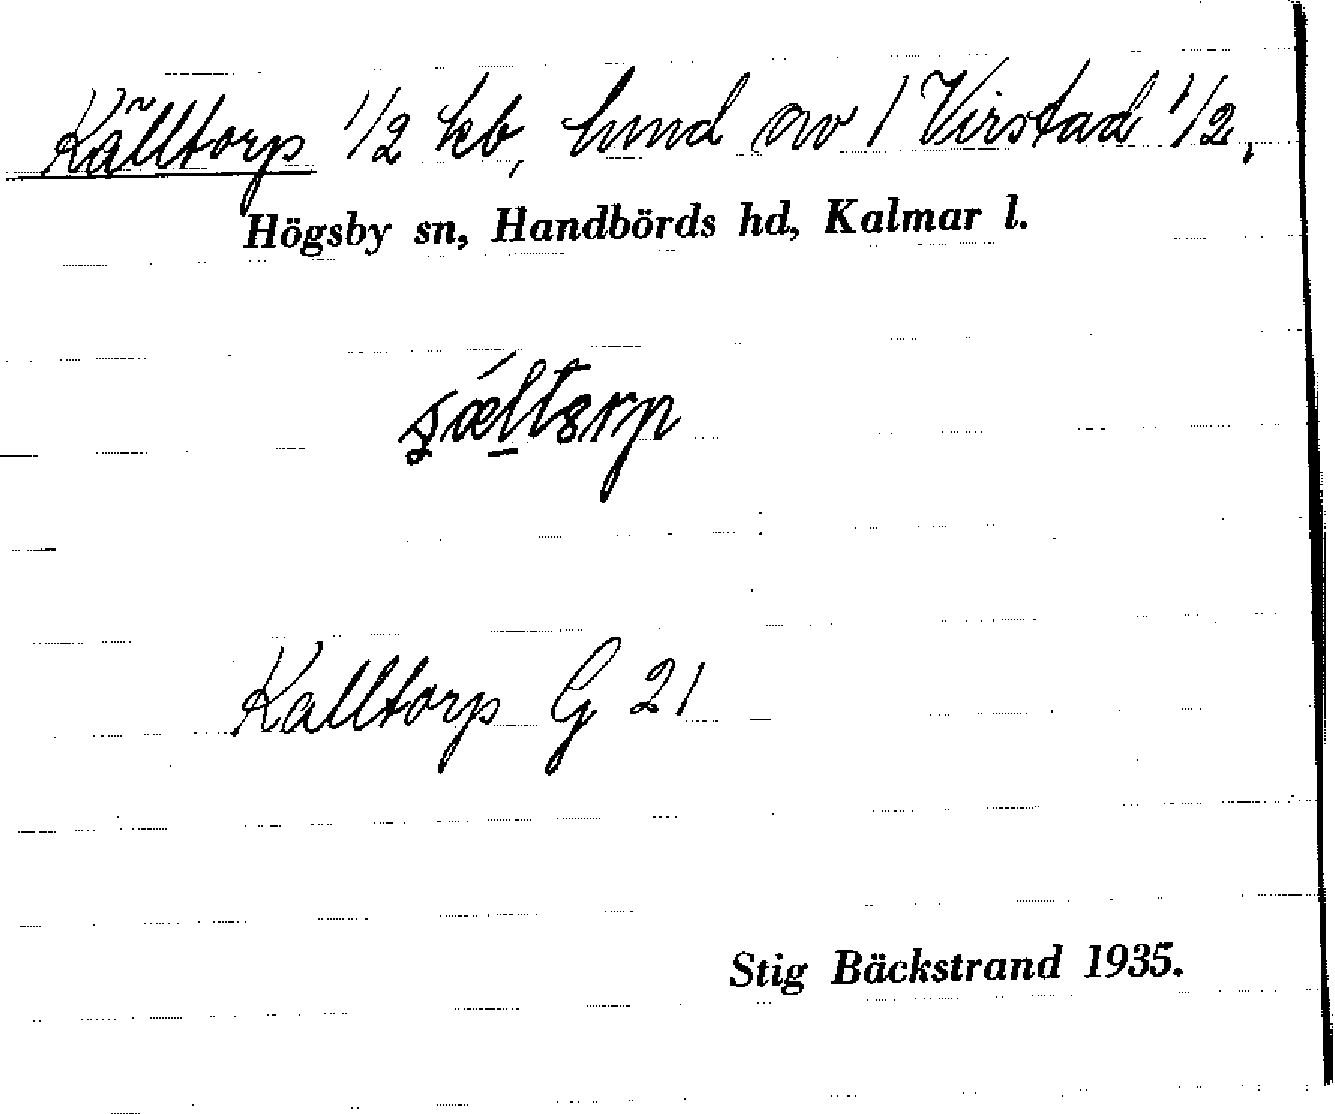 Källtorp 1/2 kb, lund av 1 Virstad 1/2,
Högsby sn, Handbörds hd, Kalmar l.
Kalltorp G 21
Stig Bäckstrand 1935.